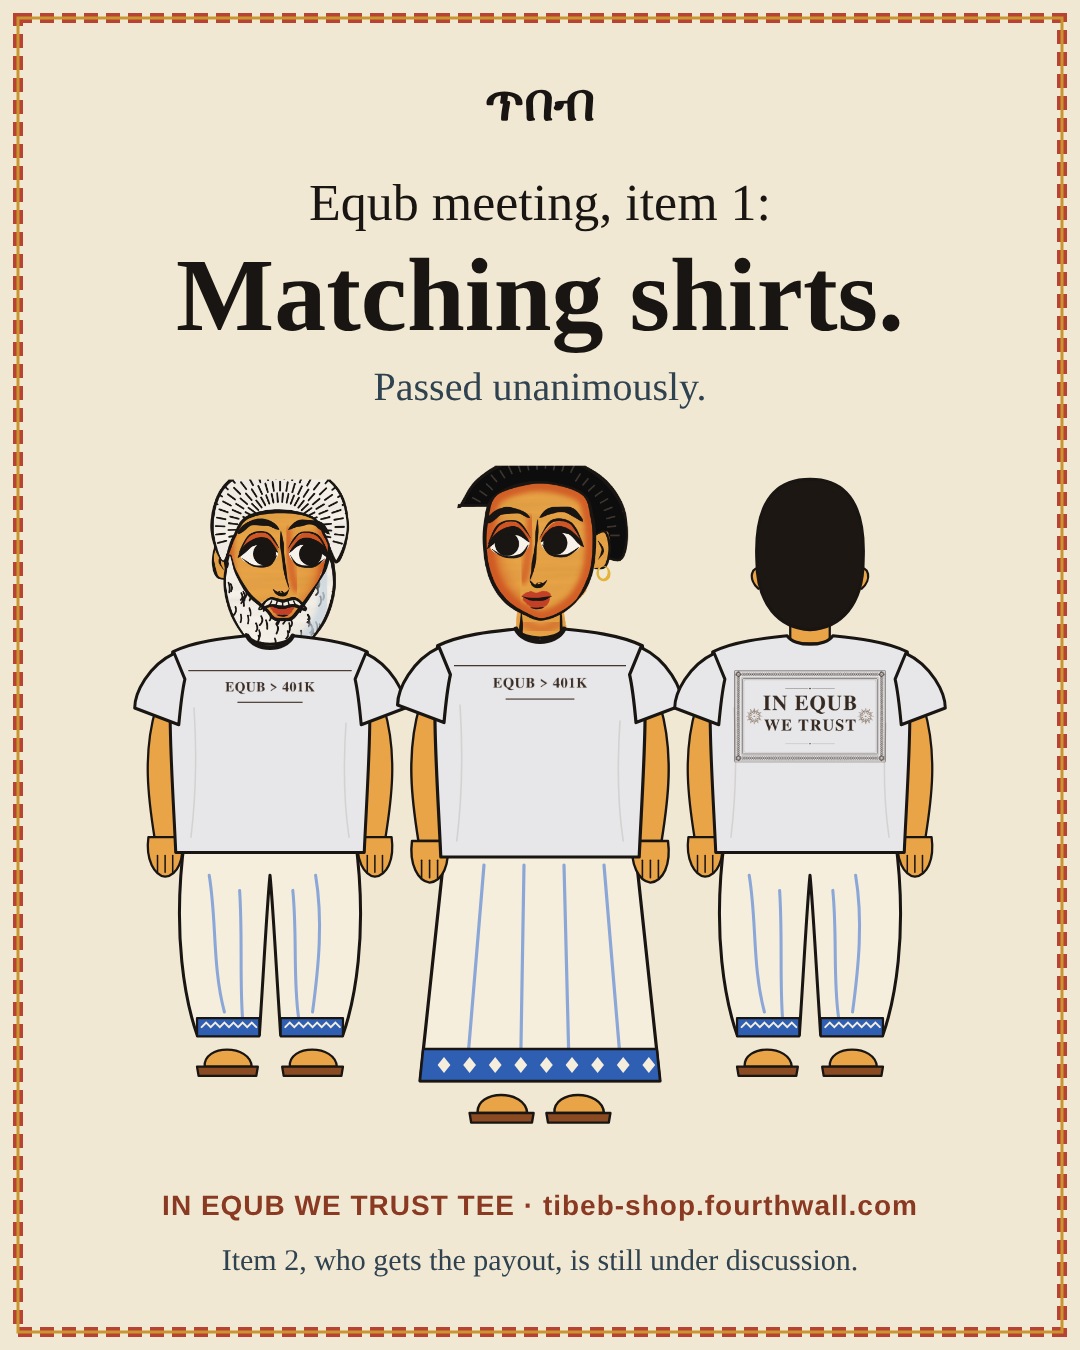 ጥበብ
Equb meeting, item 1:
Matching shirts.
Passed unanimously.
EQUB > 401K
EQUB > 401K
IN EQUB
WE TRUST
IN EQUB WE TRUST TEE · tibeb-shop.fourthwall.com
Item 2, who gets the payout, is still under discussion.